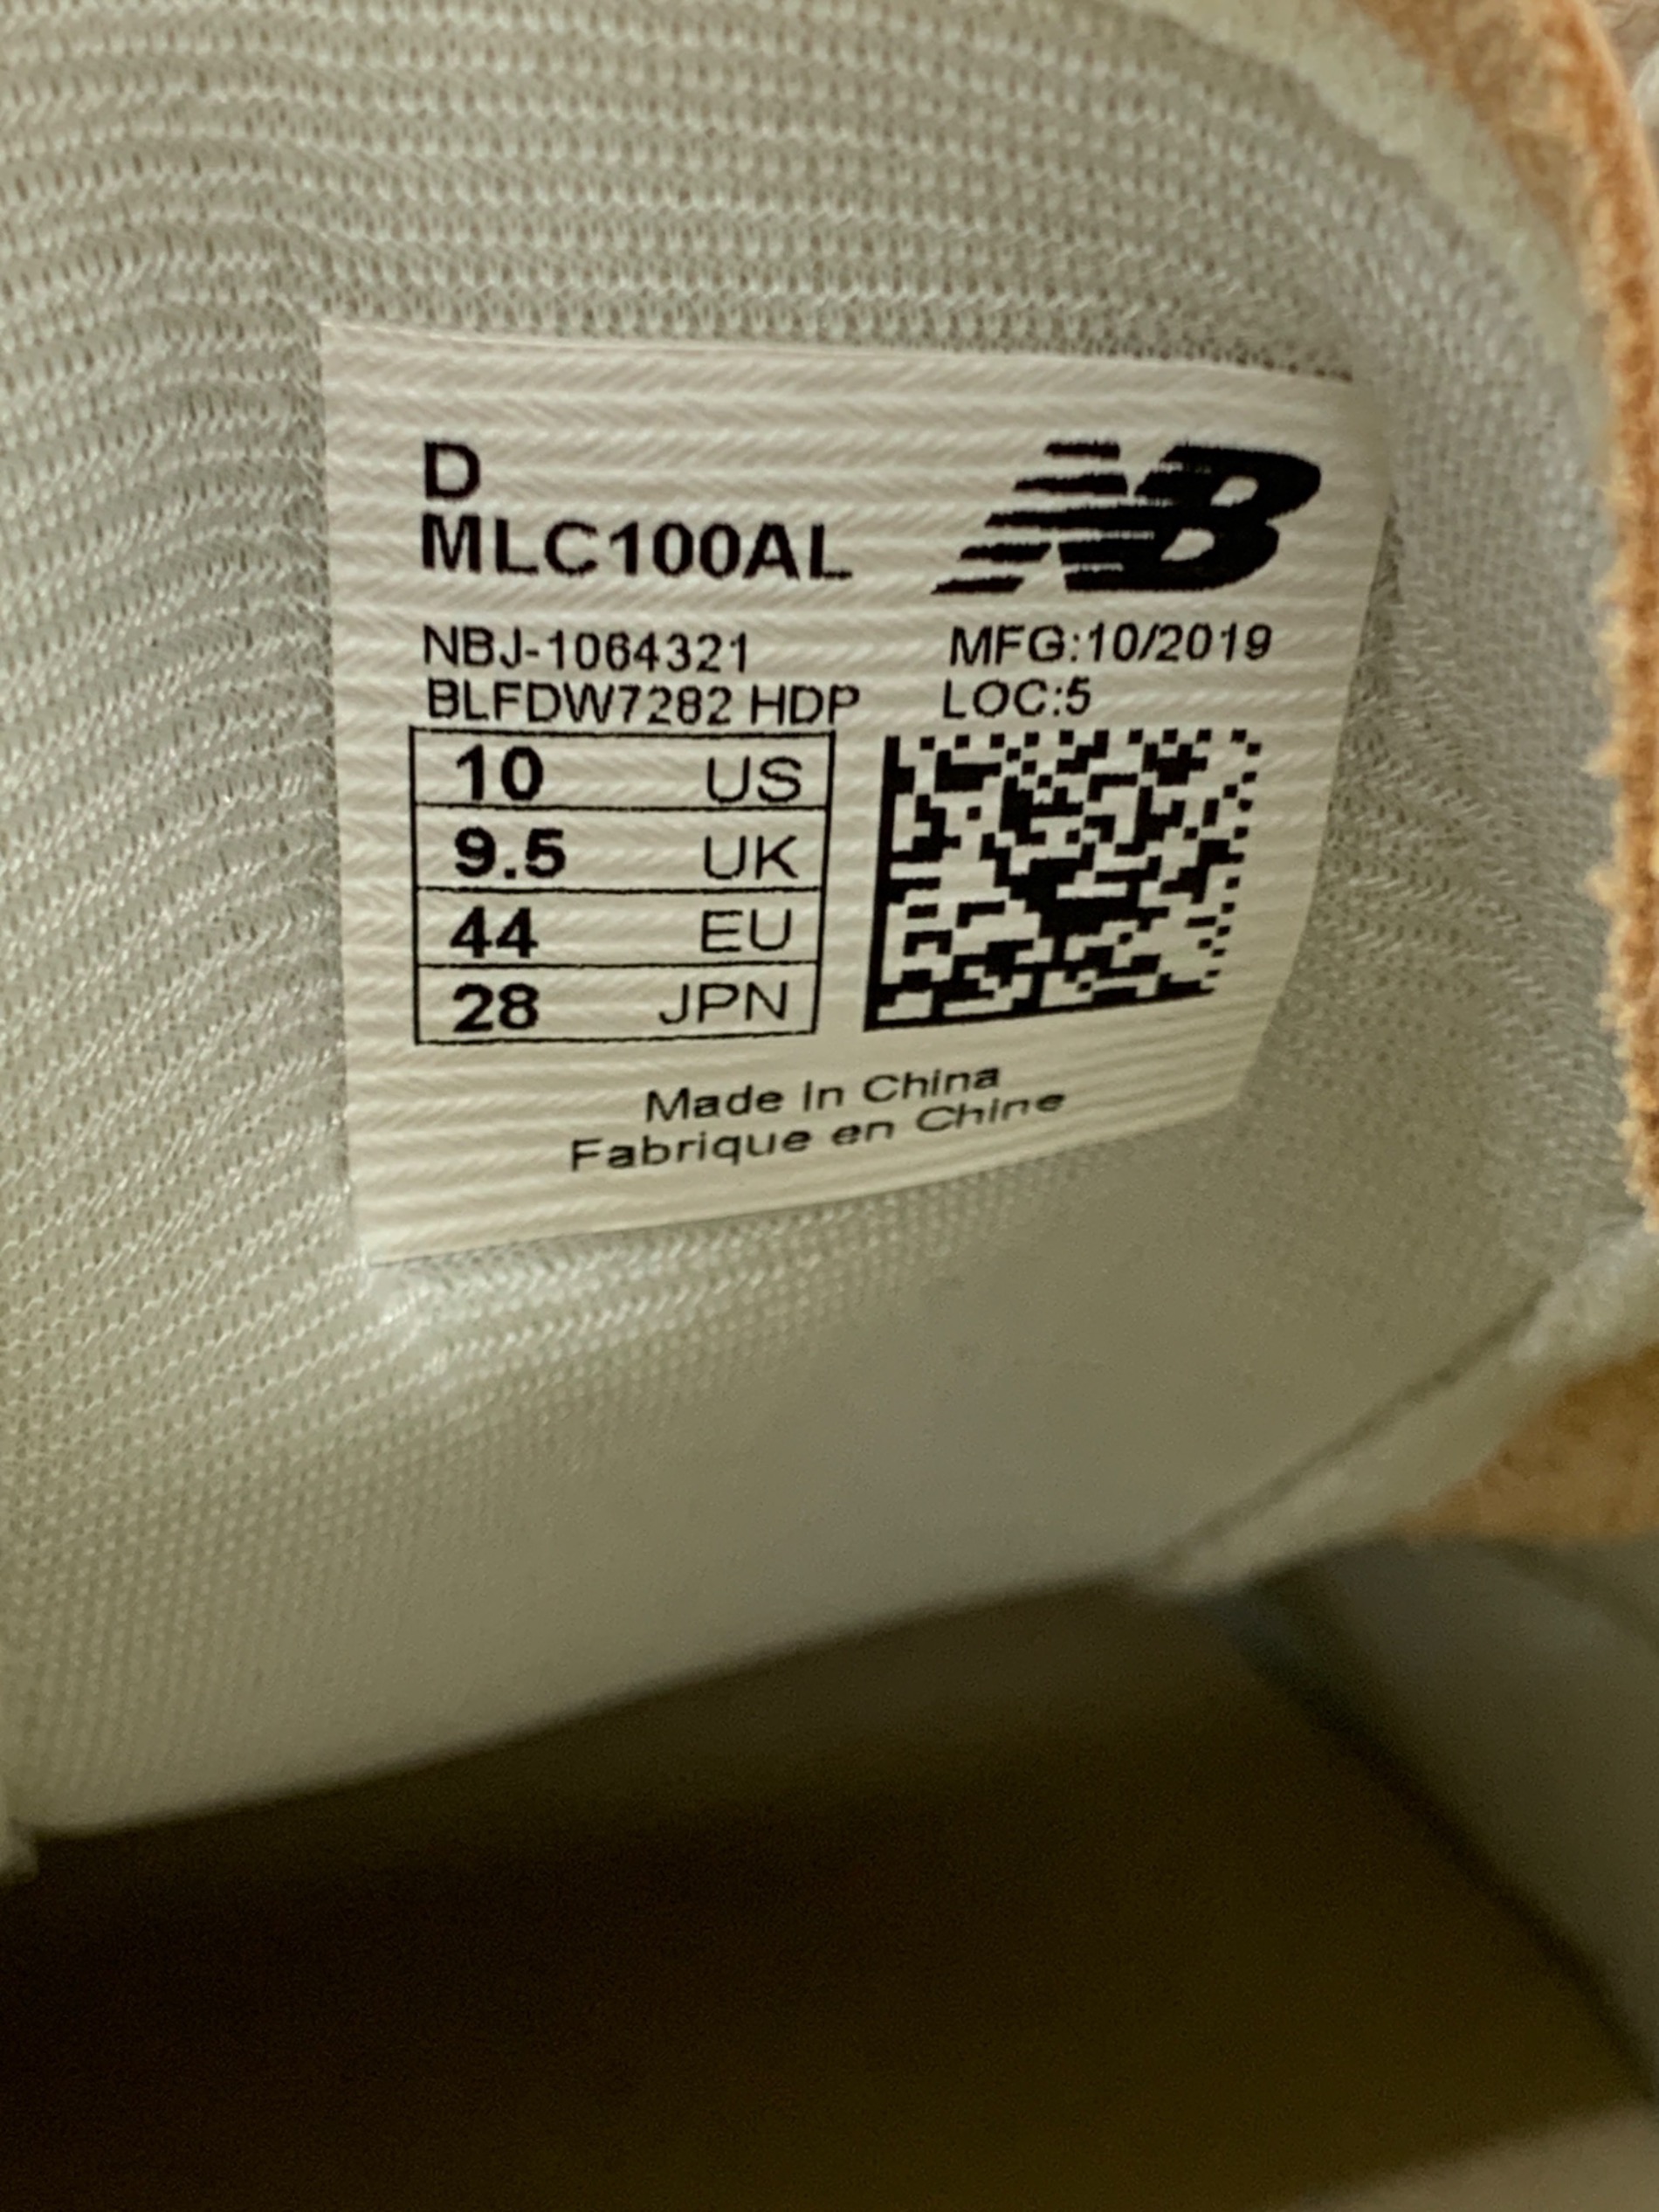 D
MLC100AL
NB
NBJ-1064321
MFG:10/2019
BLFDW7282 HDP
LOC:5
10 US
9.5 UK
44 EU
28 JPN
Made In China
Fabrique en Chine